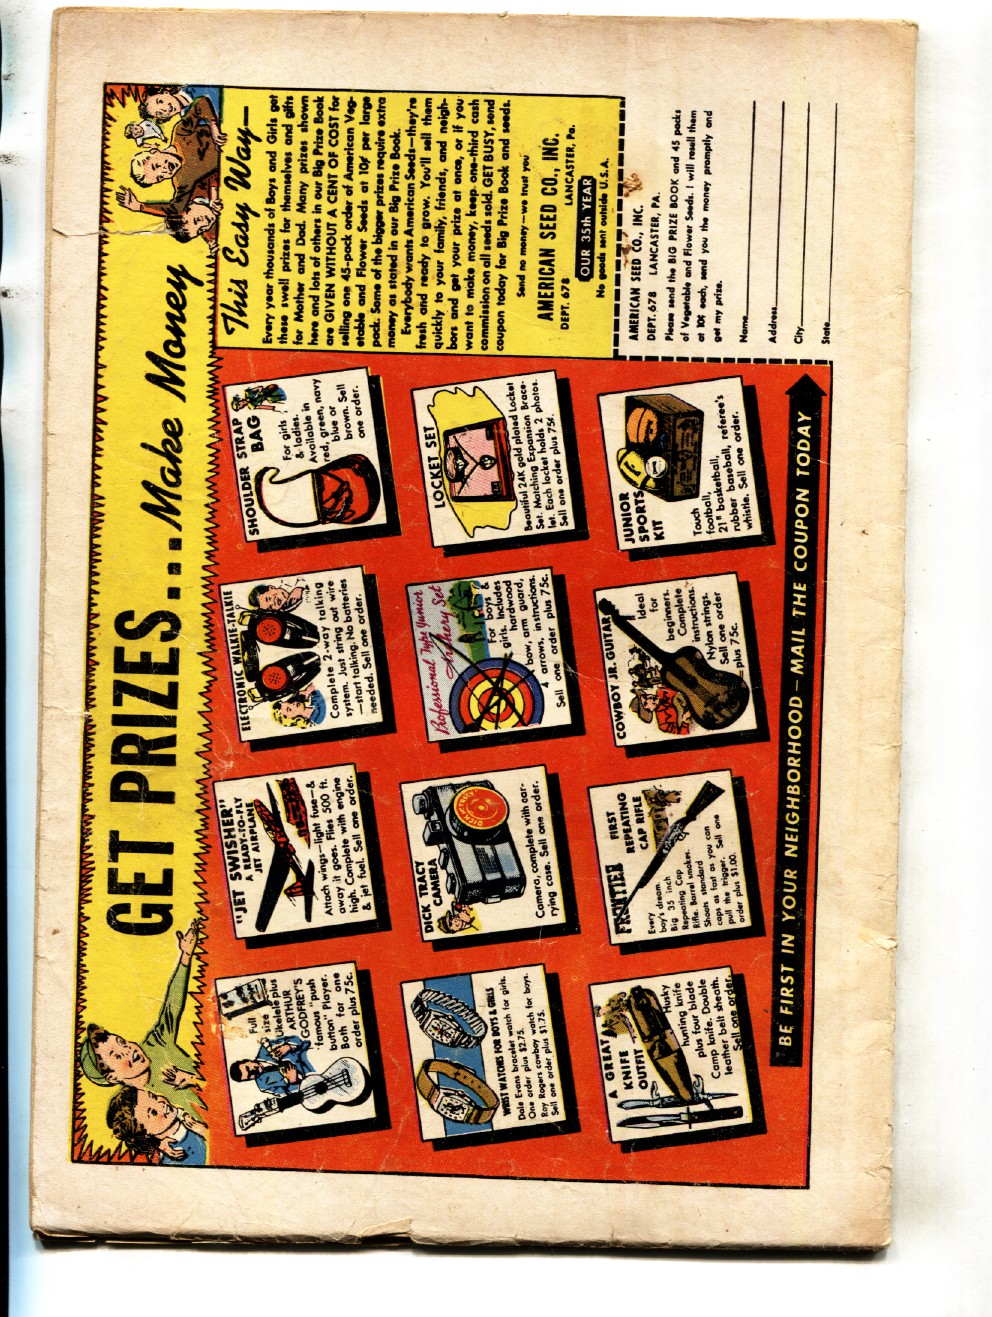 GET PRIZES...Make Money
This Easy Way—
Every year thousands of Boys and Girls get
these swell prizes for themselves and gifts
for Mother and Dad. Many prizes shown
here and lots of others in our Big Prize Book
are GIVEN WITHOUT A CENT OF COST for
selling one 45-pack order of American Veg-
etable and Flower Seeds at 10¢ per large
pack. Some of the bigger prizes require extra
money as stated in our Big Prize Book.
Everybody wants American Seeds—they're
fresh and ready to grow. You'll sell them
quickly to your family, friends, and neigh-
bors and get your prize at once, or if you
want to make money, keep one-third cash
commission on all seeds sold. GET BUSY, send
coupon today for Big Prize Book and seeds.
Send no money—we trust you
AMERICAN SEED CO., INC.
DEPT. 678 LANCASTER, Pa.
OUR 35th YEAR
No goods sent outside U.S.A.
AMERICAN SEED CO., INC.
DEPT. 678 LANCASTER, PA.
Please send the BIG PRIZE BOOK and 45 packs
of Vegetable and Flower Seeds. I will resell them
at 10¢ each, send you the money promptly and
get my prize.
Name
Address
City
State
Full
size
ukelele plus
ARTHUR
GODFREY'S
famous "push
button" Player.
Both for one
order plus 75c.
"JET SWISHER"
A READY-TO-FLY
JET AIRPLANE
Attach wings—light fuse—&
away it goes. Flies 500 ft.
high. Complete with engine
& jet fuel. Sell one order.
ELECTRONIC WALKIE-TALKIE
Complete 2-way talking
system. Just string out wire
—start talking. No batteries
needed. Sell one order.
SHOULDER STRAP
BAG
For girls
& ladies.
Available in
red, green, navy
blue or
brown. Sell
one order.
WRIST WATCHES FOR BOYS & GIRLS
Dale Evans bracelet watch for girls.
One order plus $2.75.
Roy Rogers cowboy watch for boys.
Sell one order plus $1.75.
DICK TRACY
CAMERA
DICK TRACY
Camera, complete with car-
rying case. Sell one order.
Professional Type Junior
Archery Set
For boys &
girls. Includes
hardwood
bow, arm guard,
4 arrows, instructions.
Sell one order plus 75c.
LOCKET SET
Beautiful 24K gold plated Locket
Set. Matching Expansion Brace-
let. Each locket holds 2 photos.
Sell one order plus 75¢.
A GREAT
KNIFE
OUTFIT
Husky
hunting knife
plus four blade
Camp knife. Double
leather belt sheath.
Sell one order.
FRONTIER FIRST
REPEATING
CAP RIFLE
Every
boy's dream.
Big 35 inch
Repeating Cap
Rifle. Barrel smokes.
Shoots standard
caps as fast as you can
pull the trigger. Sell one
order plus $1.00.
COWBOY JR. GUITAR
Ideal
for
beginners.
Complete
Instructions.
Nylon strings.
Sell one order
plus 75c.
JUNIOR
SPORTS
KIT
Touch
football,
21" basketball,
rubber baseball, referee's
whistle. Sell one order.
BE FIRST IN YOUR NEIGHBORHOOD—MAIL THE COUPON TODAY